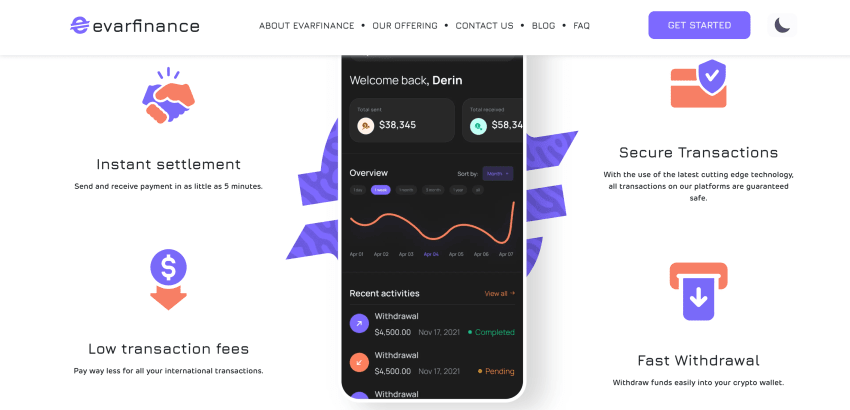 evarfinance
ABOUT EVARFINANCE • OUR OFFERING • CONTACT US • BLOG • FAQ
GET STARTED
Instant settlement
Send and receive payment in as little as 5 minutes.
Low transaction fees
Pay way less for all your international transactions.
Welcome back, Derin
Total sent
$38,345
Total received
$58,34
Overview
Sort by:
Month
1 week
1 month
1 year
all
Apr 01 Apr 02 Apr 03 Apr 04 Apr 05 Apr 06 Apr 07
Recent activities
View all →
Withdrawal
$4,500.00 Nov 17, 2021 • Completed
Withdrawal
$4,500.00 Nov 17, 2021 • Pending
Withdrawal
Secure Transactions
With the use of the latest cutting edge technology,
all transactions on our platforms are guaranteed
safe.
Fast Withdrawal
Withdraw funds easily into your crypto wallet.